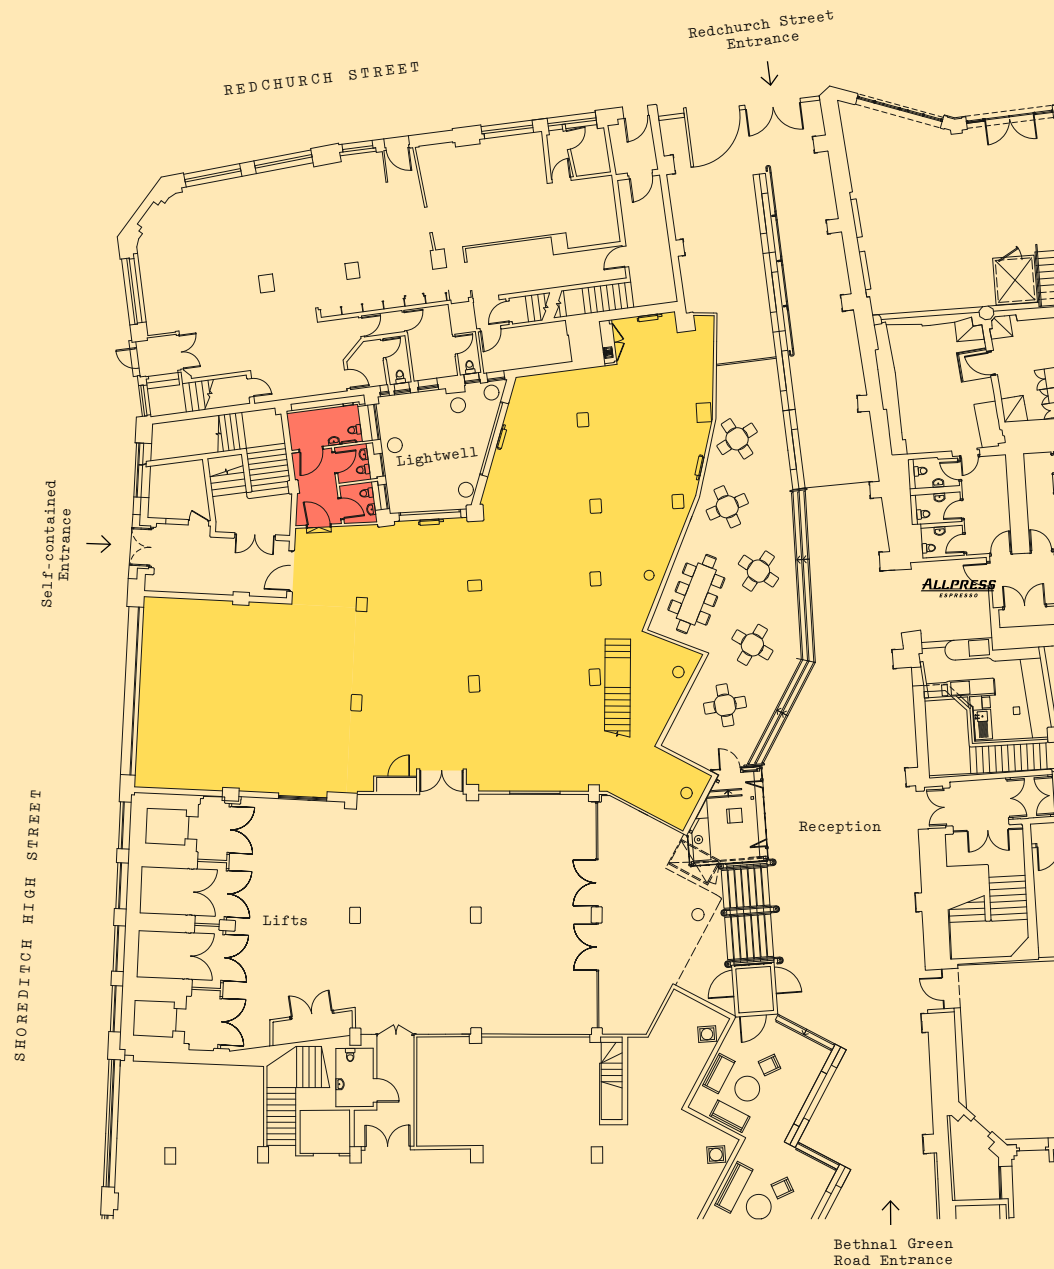 Redchurch Street
Entrance
REDCHURCH STREET
Lightwell
Self-contained
Entrance
ALLPRESS
ESPRESSO
SHOREDITCH HIGH STREET
Reception
Lifts
Bethnal Green
Road Entrance